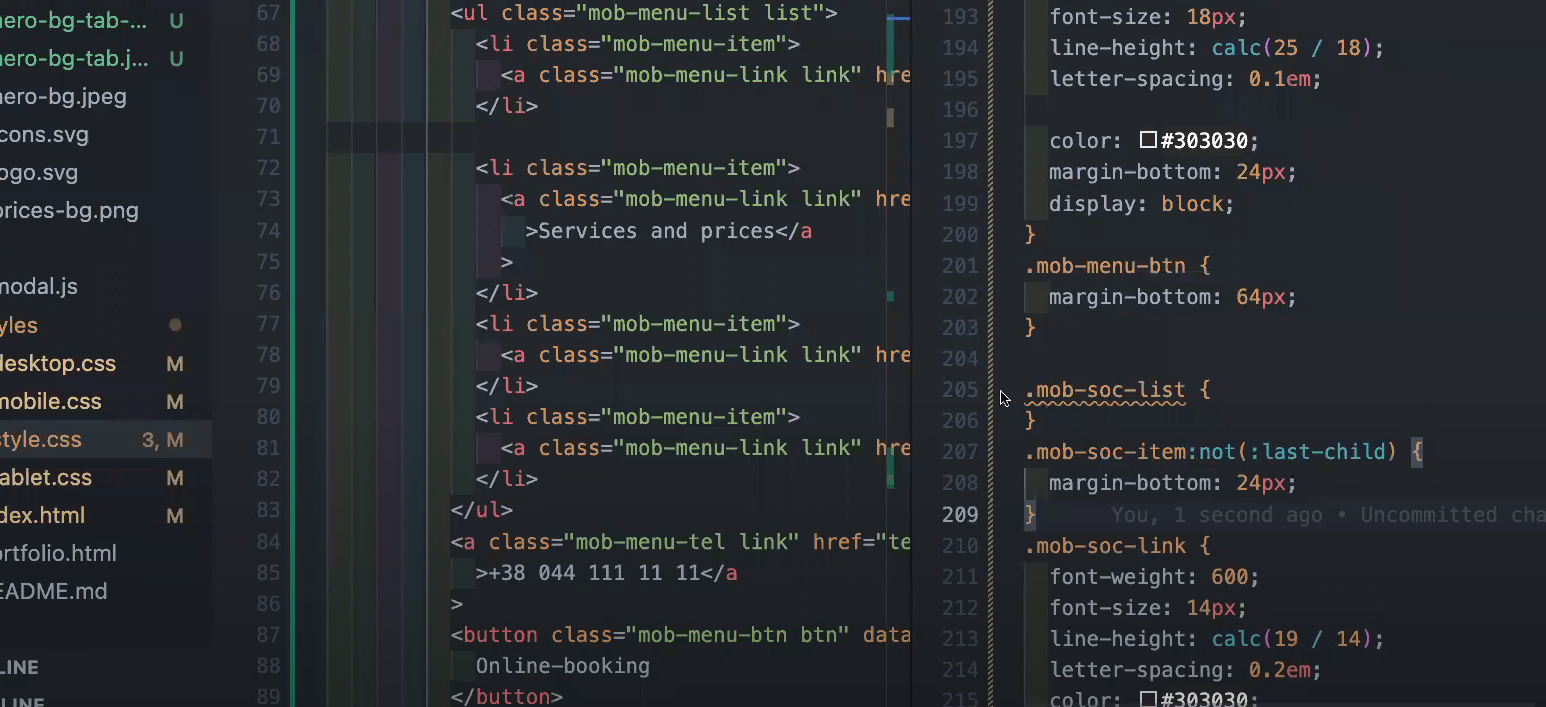 ero-bg-tab-... U
ero-bg-tab.j... U
ero-bg.jpeg
cons.svg
ogo.svg
prices-bg.png
modal.js
yles
desktop.css M
mobile.css M
style.css 3, M
ablet.css M
dex.html M
ortfolio.html
EADME.md
LINE
LINE
67 <ul class="mob-menu-list list">
68 <li class="mob-menu-item">
69 <a class="mob-menu-link link" hre
70 </li>
71
72 <li class="mob-menu-item">
73 <a class="mob-menu-link link" hre
74 >Services and prices</a
75 >
76 </li>
77 <li class="mob-menu-item">
78 <a class="mob-menu-link link" hre
79 </li>
80 <li class="mob-menu-item">
81 <a class="mob-menu-link link" hre
82 </li>
83 </ul>
84 <a class="mob-menu-tel link" href="te
85 >+38 044 111 11 11</a
86 >
87 <button class="mob-menu-btn btn" data
88 Online-booking
89 </button>
193 font-size: 18px;
194 line-height: calc(25 / 18);
195 letter-spacing: 0.1em;
196
197 color: #303030;
198 margin-bottom: 24px;
199 display: block;
200 }
201 .mob-menu-btn {
202 margin-bottom: 64px;
203 }
204
205 .mob-soc-list {
206 }
207 .mob-soc-item:not(:last-child) {
208 margin-bottom: 24px;
209 } You, 1 second ago • Uncommitted cha
210 .mob-soc-link {
211 font-weight: 600;
212 font-size: 14px;
213 line-height: calc(19 / 14);
214 letter-spacing: 0.2em;
215 color: #303030;